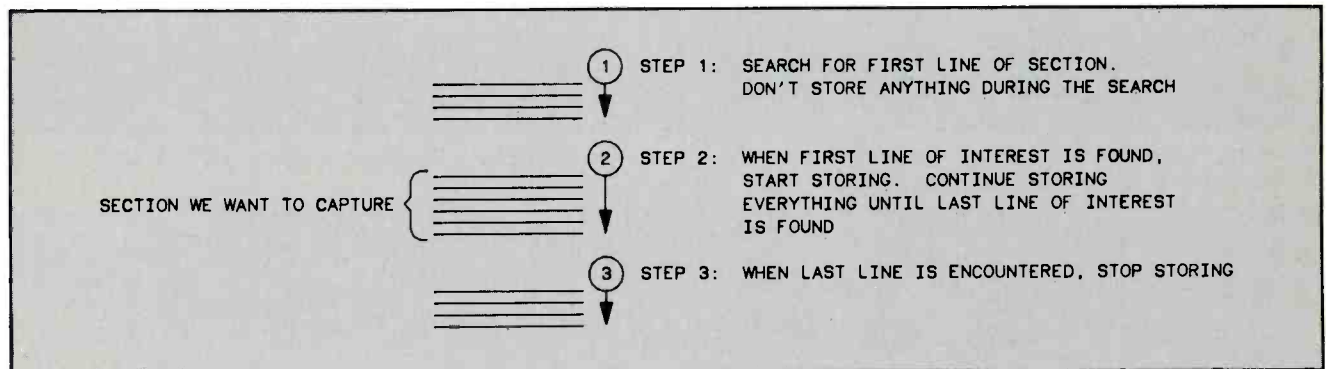 1 STEP 1: SEARCH FOR FIRST LINE OF SECTION.
DON'T STORE ANYTHING DURING THE SEARCH
2 STEP 2: WHEN FIRST LINE OF INTEREST IS FOUND,
START STORING. CONTINUE STORING
SECTION WE WANT TO CAPTURE
EVERYTHING UNTIL LAST LINE OF INTEREST
IS FOUND
3 STEP 3: WHEN LAST LINE IS ENCOUNTERED, STOP STORING